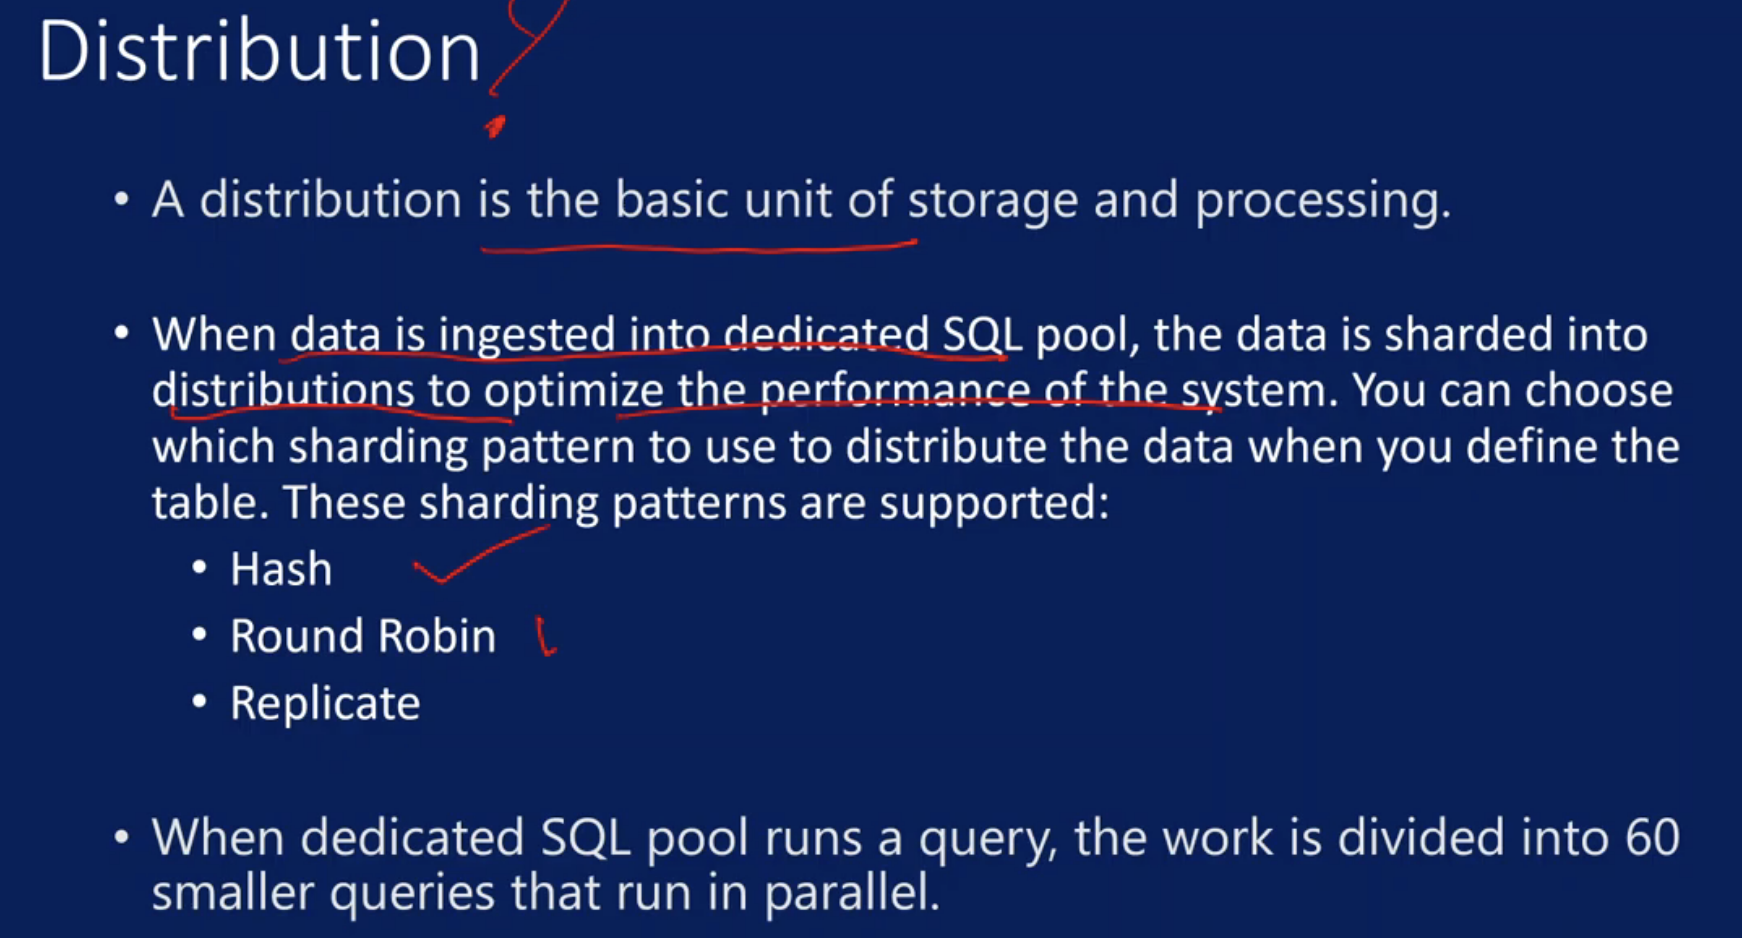 Distribution
• A distribution is the basic unit of storage and processing.
• When data is ingested into dedicated SQL pool, the data is sharded into
distributions to optimize the performance of the system. You can choose
which sharding pattern to use to distribute the data when you define the
table. These sharding patterns are supported:
• Hash
• Round Robin
• Replicate
• When dedicated SQL pool runs a query, the work is divided into 60
smaller queries that run in parallel.